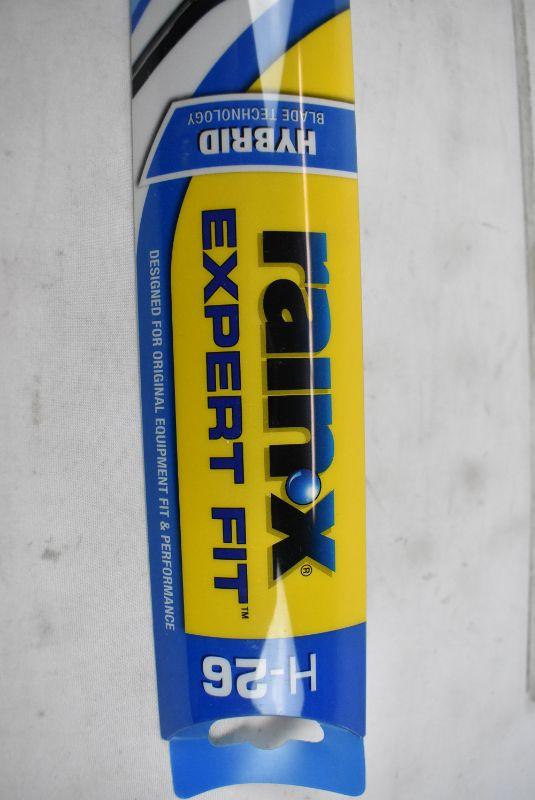 HYBRID
BLADE TECHNOLOGY
rain•x®
EXPERT FIT™
DESIGNED FOR ORIGINAL EQUIPMENT FIT & PERFORMANCE
H-26